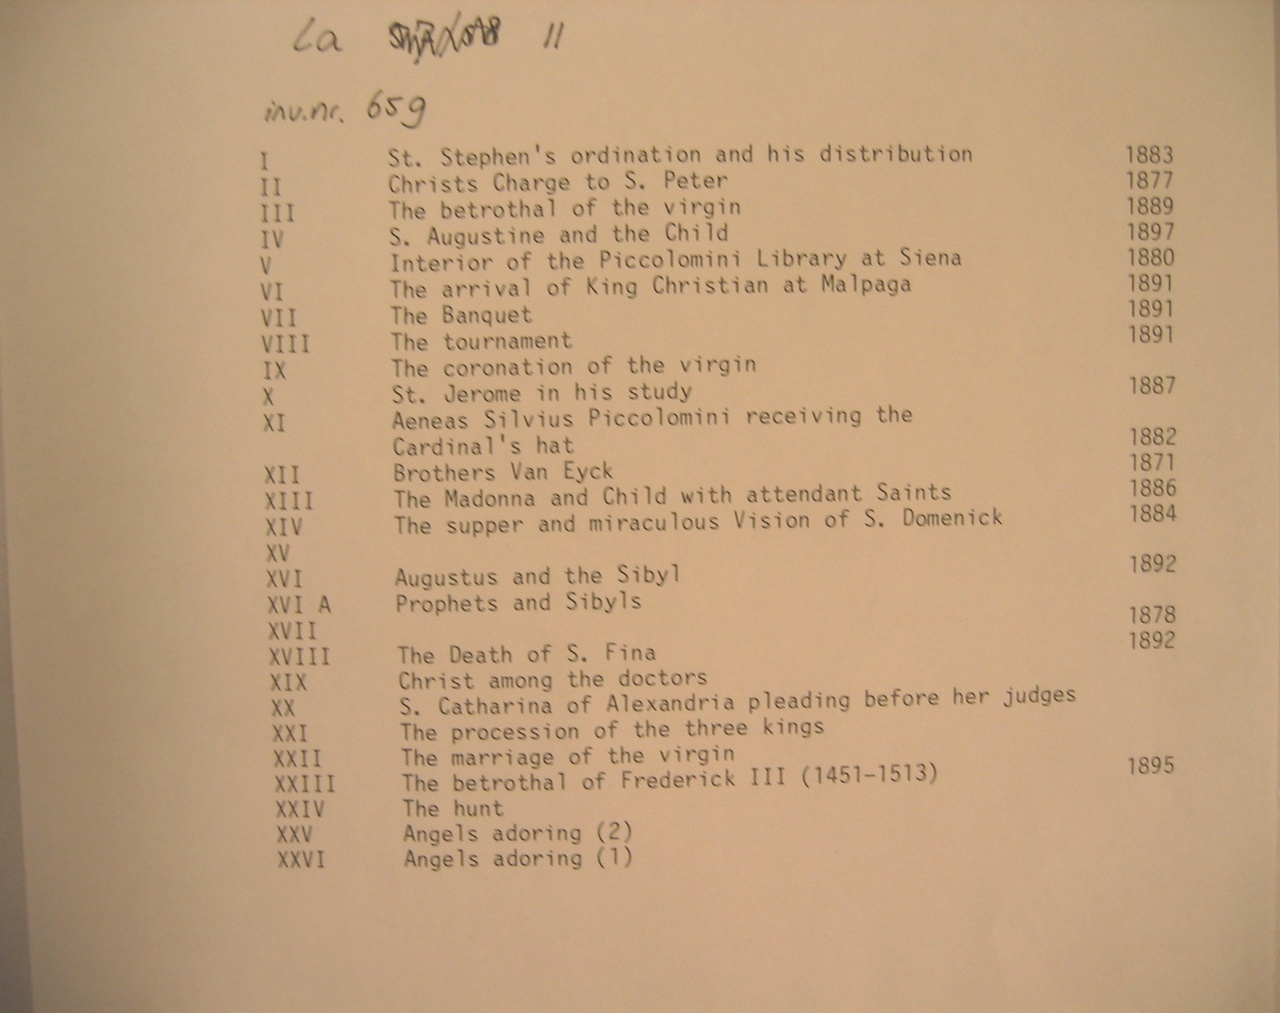 La II
inv.nr. 659
I St. Stephen's ordination and his distribution 1883
II Christs Charge to S. Peter 1877
III The betrothal of the virgin 1889
IV S. Augustine and the Child 1897
V Interior of the Piccolomini Library at Siena 1880
VI The arrival of King Christian at Malpaga 1891
VII The Banquet 1891
VIII The tournament 1891
IX The coronation of the virgin
X St. Jerome in his study 1887
XI Aeneas Silvius Piccolomini receiving the
Cardinal's hat 1882
XII Brothers Van Eyck 1871
XIII The Madonna and Child with attendant Saints 1886
XIV The supper and miraculous Vision of S. Domenick 1884
XV
XVI Augustus and the Sibyl 1892
XVI A Prophets and Sibyls
XVII 1878
XVIII The Death of S. Fina 1892
XIX Christ among the doctors
XX S. Catharina of Alexandria pleading before her judges
XXI The procession of the three kings
XXII The marriage of the virgin
XXIII The betrothal of Frederick III (1451-1513) 1895
XXIV The hunt
XXV Angels adoring (2)
XXVI Angels adoring (1)